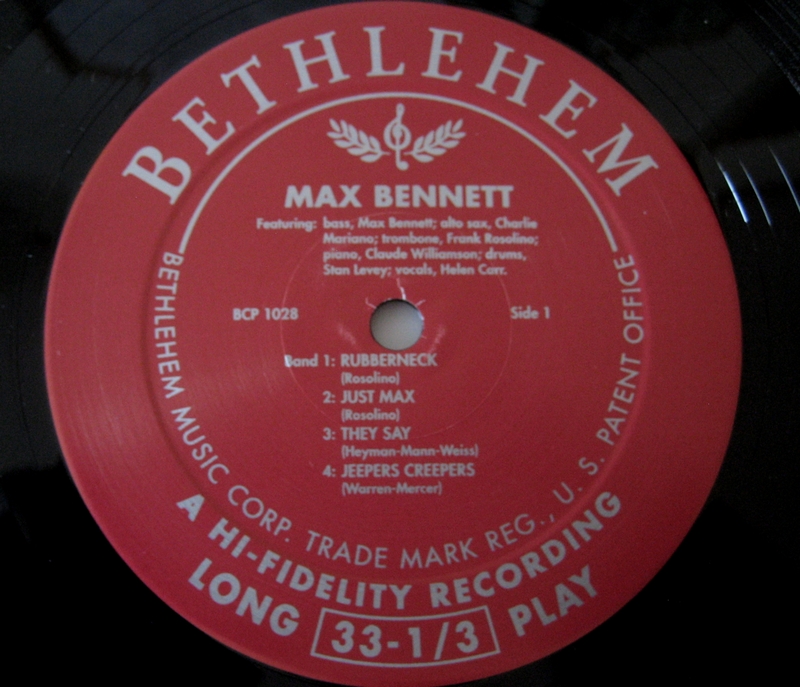 BETHLEHEM
MAX BENNETT
Featuring: bass, Max Bennett; alto sax, Charlie
Mariano; trombone, Frank Rosolino;
piano, Claude Williamson; drums,
Stan Levey; vocals, Helen Carr.
BCP 1028
Side 1
Band 1: RUBBERNECK
(Rosolino)
2: JUST MAX
(Rosolino)
3: THEY SAY
(Heyman-Mann-Weiss)
4: JEEPERS CREEPERS
(Warren-Mercer)
BETHLEHEM MUSIC CORP. TRADE MARK REG., U. S. PATENT OFFICE
A HI-FIDELITY RECORDING
LONG 33-1/3 PLAY